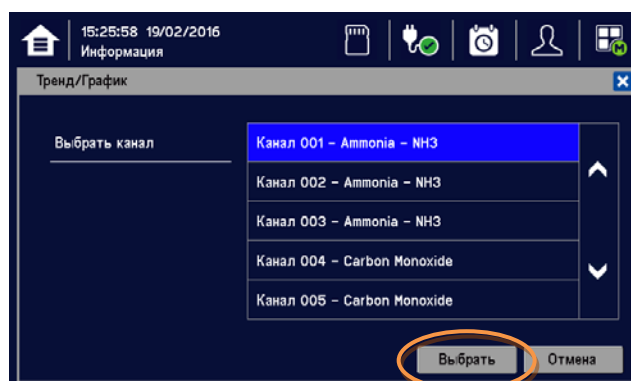 15:25:58 19/02/2016
Информация
M
Тренд/График
Выбрать канал
Канал 001 - Ammonia - NH3
Канал 002 - Ammonia - NH3
Канал 003 - Ammonia - NH3
Канал 004 - Carbon Monoxide
Канал 005 - Carbon Monoxide
Выбрать
Отмена